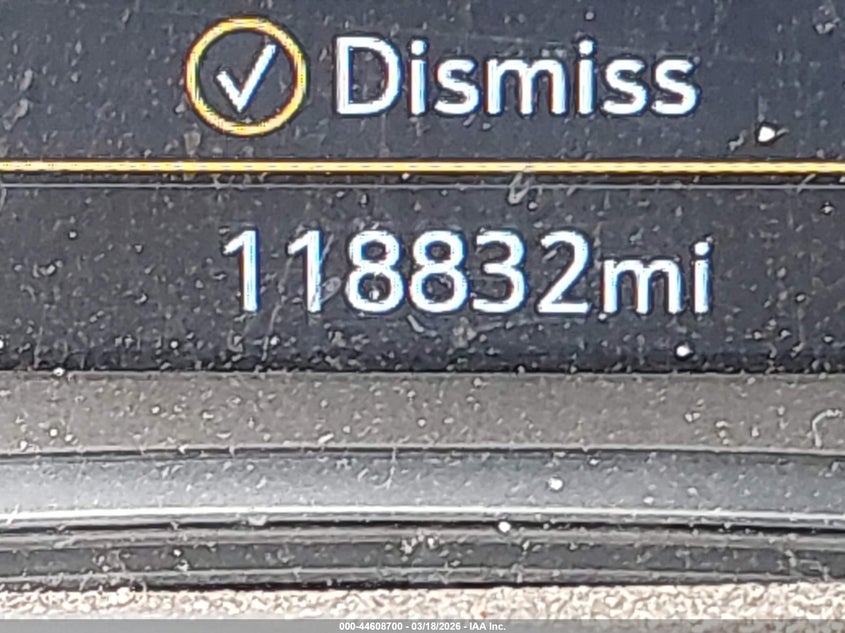 Dismiss
118832mi
000-44608700 - 03/18/2026 - IAA Inc.